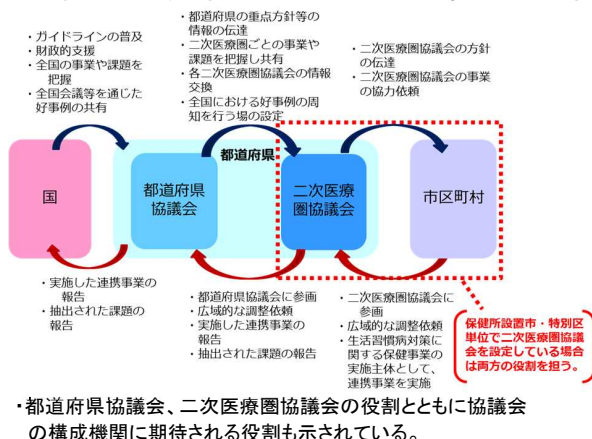 ・ガイドラインの普及
・財政的支援
・全国の事業や課題を
把握
・全国会議等を通じた
好事例の共有
・都道府県の重点方針等の
情報の伝達
・二次医療圏ごとの事業や
課題を把握し共有
・各二次医療圏協議会の情報
交換
・全国における好事例の周
知を行う場の設定
・二次医療圏協議会の方針
の伝達
・二次医療圏協議会の事業
の協力依頼
都道府県
国
都道府県
協議会
二次医療
圏協議会
市区町村
・実施した連携事業の
報告
・抽出された課題の
報告
・都道府県協議会に参画
・広域的な調整依頼
・実施した連携事業の
報告
・抽出された課題の報告
・二次医療圏協議会に
参画
・広域的な調整依頼
・生活習慣病対策に
関する保健事業の
実施主体として、
連携事業を実施
保健所設置市・特別区
単位で二次医療圏協議
会を設定している場合
は両方の役割を担う。
・都道府県協議会、二次医療圏協議会の役割とともに協議会
の構成機関に期待される役割も示されている。